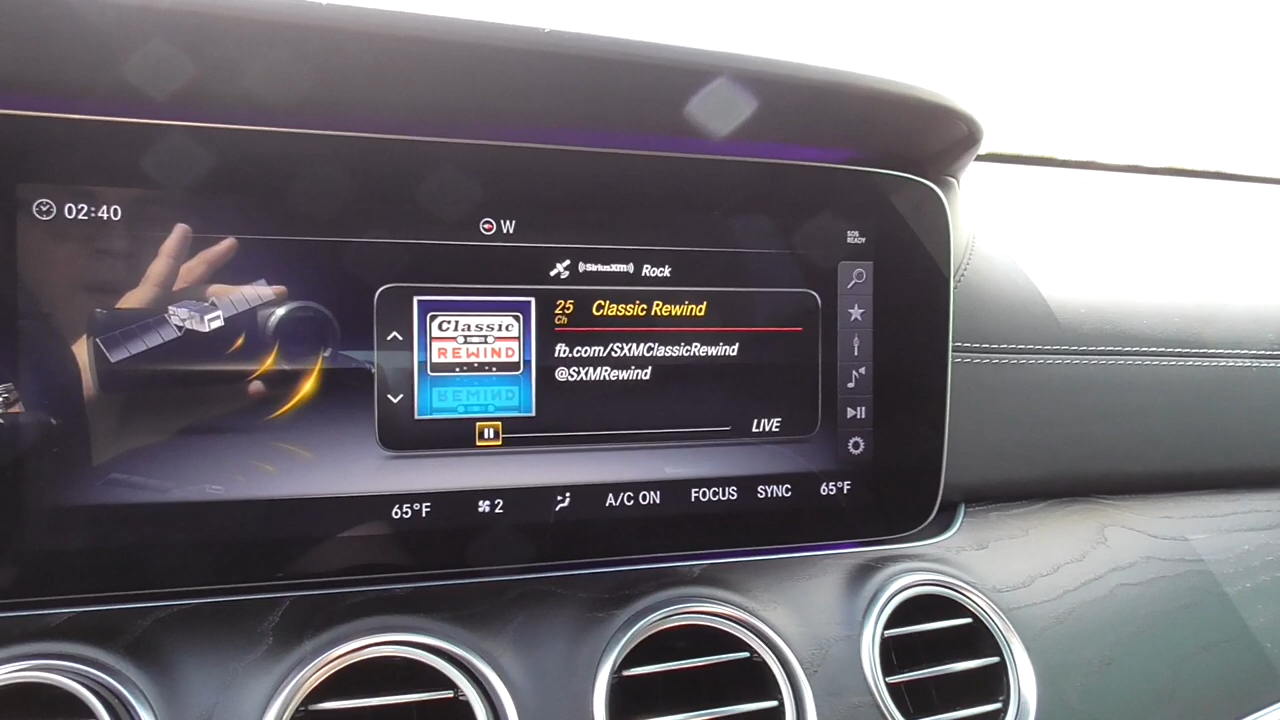 02:40
W
SOS
READY
((SiriusXM)) Rock
25 Classic Rewind
Ch
Classic
REWIND
fb.com/SXMClassicRewind
@SXMRewind
LIVE
65°F 2 A/C ON FOCUS SYNC 65°F